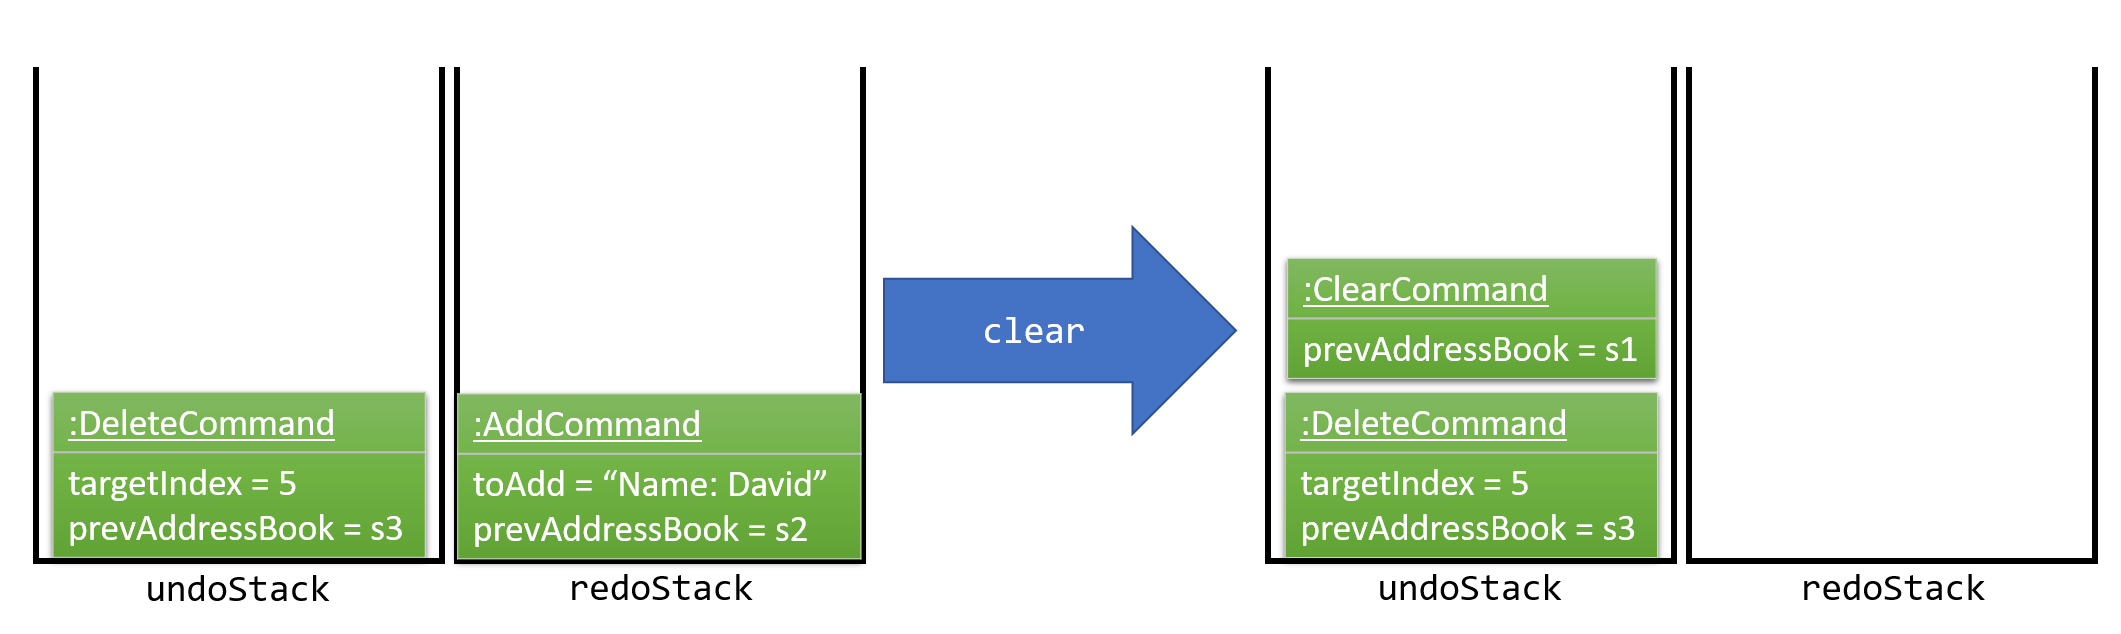 :DeleteCommand
targetIndex = 5
prevAddressBook = s3
undoStack
:AddCommand
toAdd = “Name: David”
prevAddressBook = s2
redoStack
clear
:ClearCommand
prevAddressBook = s1
:DeleteCommand
targetIndex = 5
prevAddressBook = s3
undoStack
redoStack